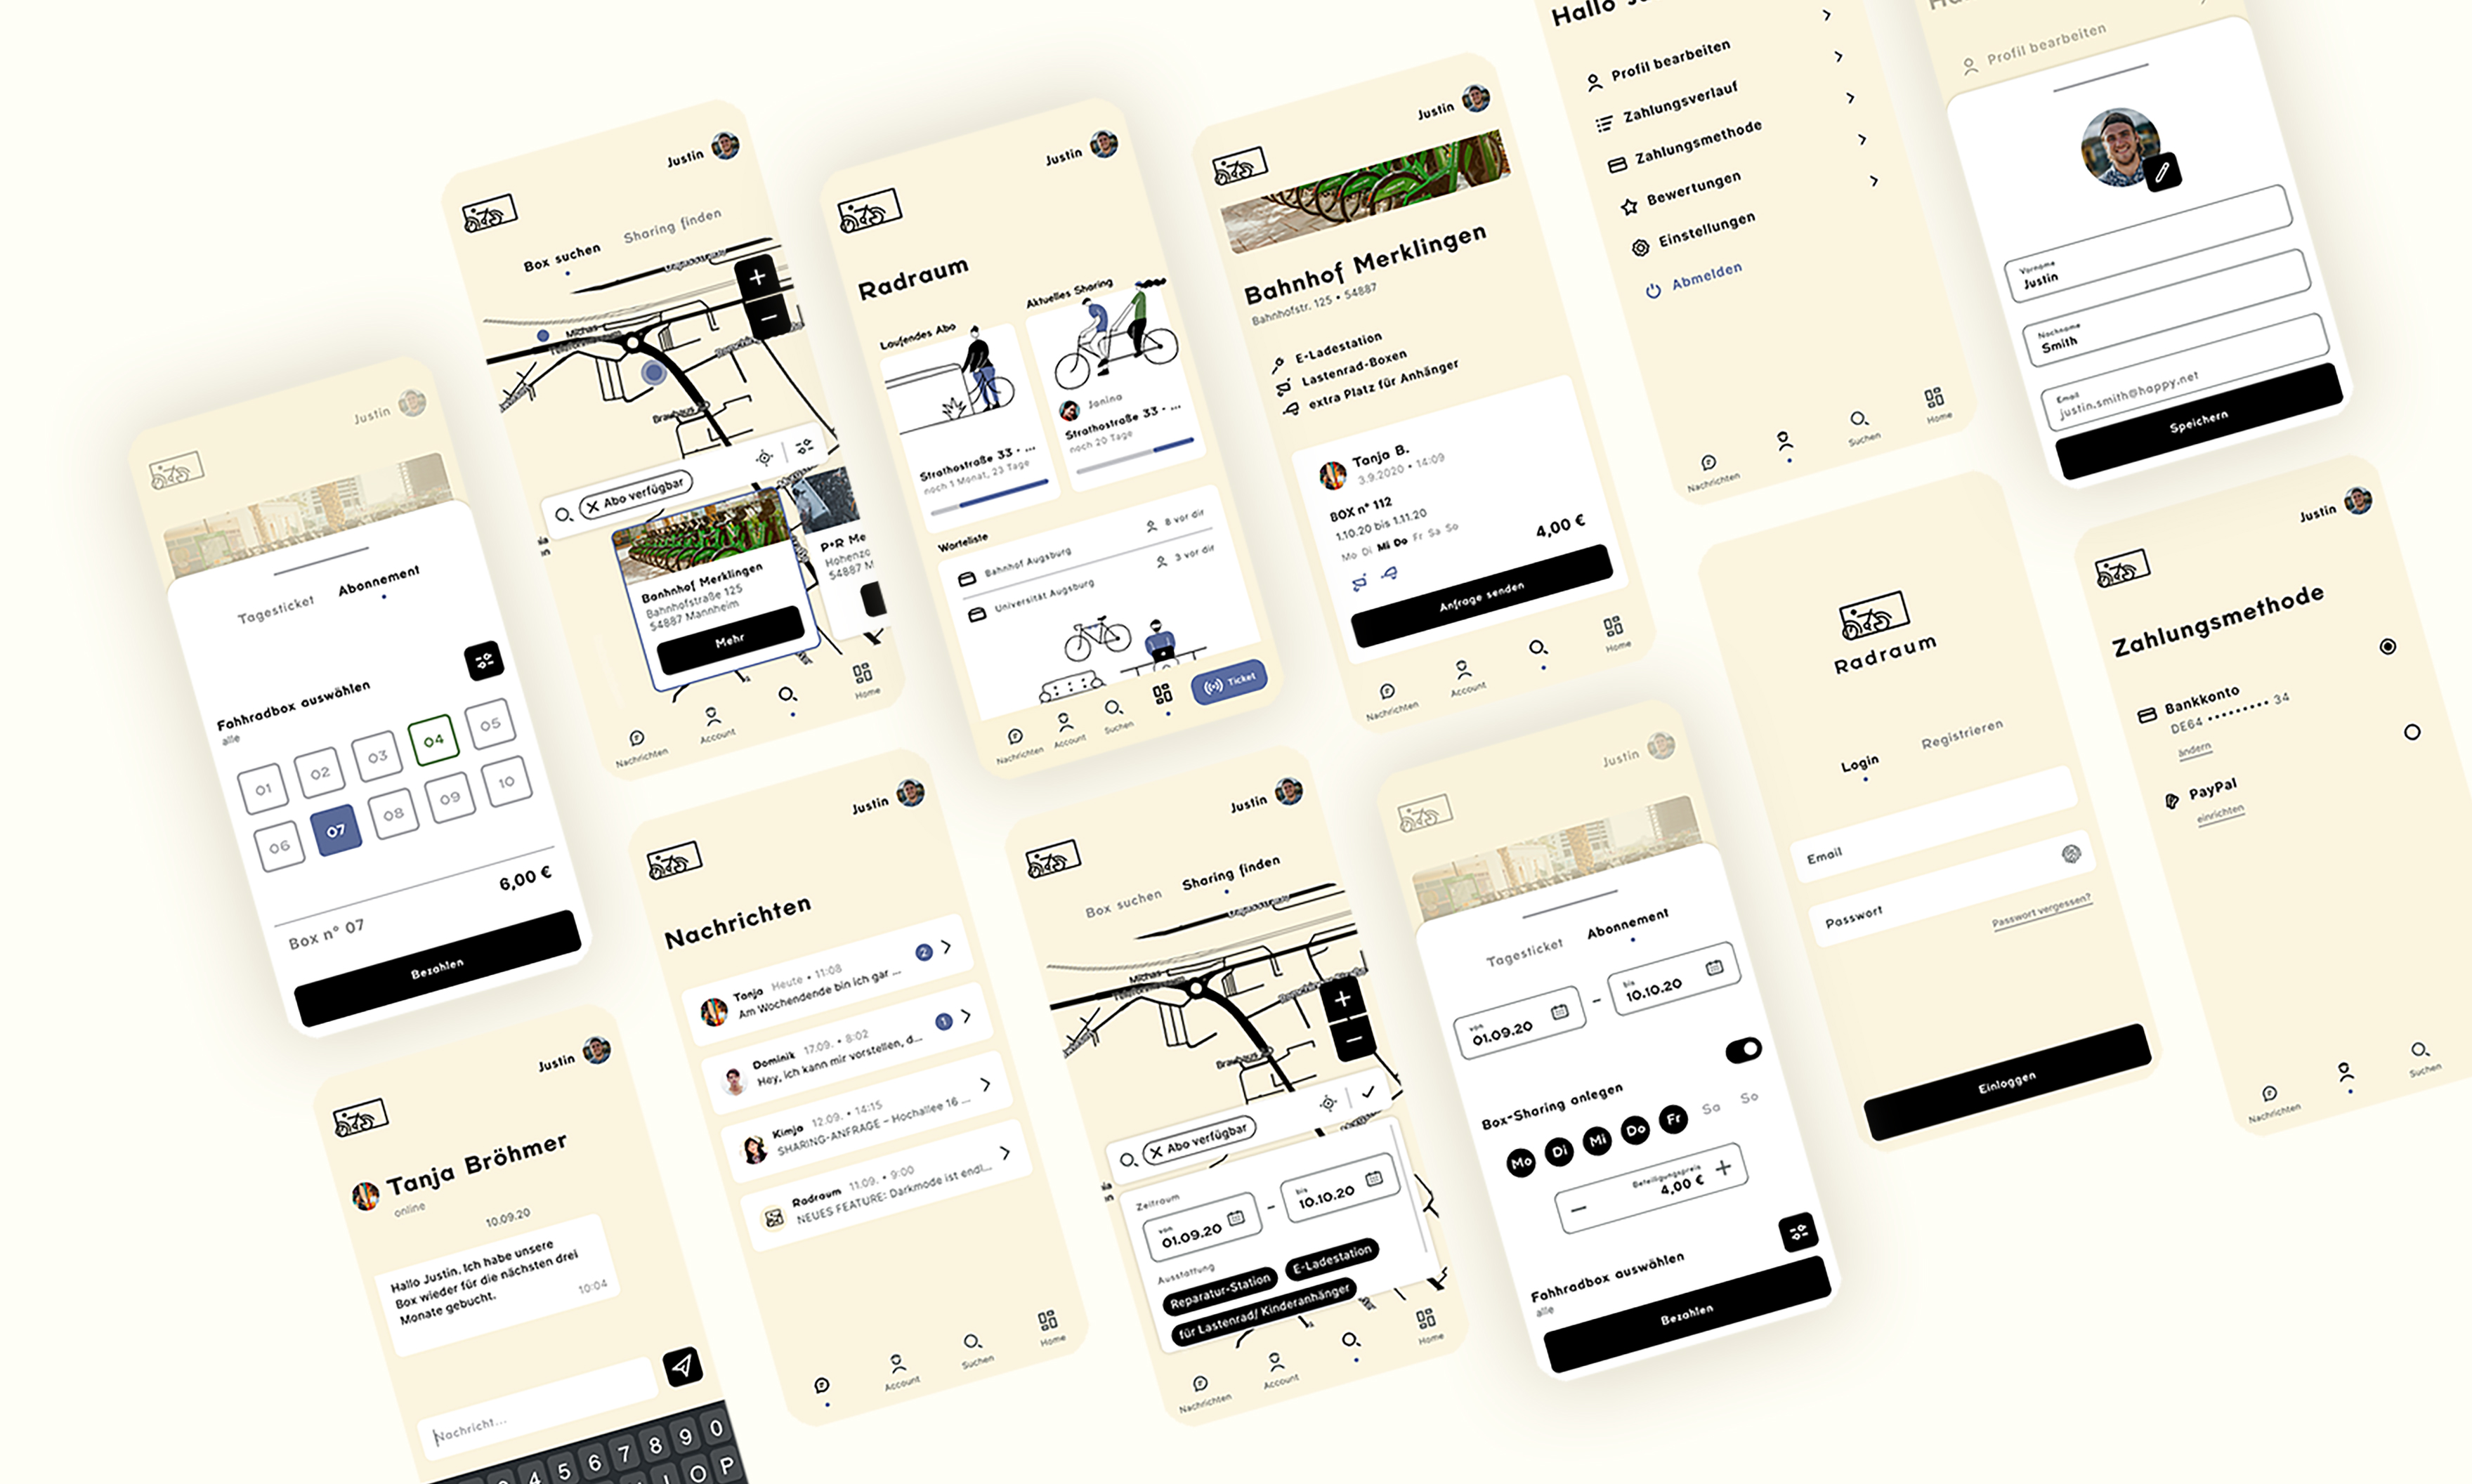 Justin
Tagesticket
Abonnement
Fahrradbox auswählen
alle
01
02
03
04
05
06
07
08
09
10
6,00 €
Box n° 07
Bezahlen
Justin
Box suchen
Sharing finden
Michas
Brauhaus
Abo verfügbar
Banhhof Merklingen
Bahnhofstraße 125
54887 Mannheim
Mehr
P+R Me
Hohenzo
54887 M
Nachrichten
Account
Home
Justin
Radraum
Laufendes Abo
Aktuelles Sharing
Strathostraße 33 · ...
noch 1 Monat, 23 Tage
Janina
Strathostraße 33 · ...
noch 20 Tage
Warteliste
Bahnhof Augsburg
8 vor dir
Universität Augsburg
3 vor dir
Nachrichten
Account
Suchen
Ticket
Justin
Bahnhof Merklingen
Bahnhofstr. 125 • 54887
E-Ladestation
Lastenrad-Boxen
extra Platz für Anhänger
Tanja B.
3.9.2020 • 14:09
BOX n° 112
1.10.20 bis 1.11.20
Mo Di Mi Do Fr Sa So
4,00 €
Anfrage senden
Nachrichten
Account
Home
Hallo
Profil bearbeiten
Zahlungsverlauf
Zahlungsmethode
Bewertungen
Einstellungen
Abmelden
Nachrichten
Suchen
Home
Profil bearbeiten
Vorname
Justin
Nachname
Smith
Email
justin.smith@happy.net
Speichern
Justin
Tanja Bröhmer
online
10.09.20
Hallo Justin. Ich habe unsere
Box wieder für die nächsten drei
Monate gebucht.
10:04
Nachricht...
4 5 6 7 8 9 0
O P
Justin
Nachrichten
Tanja Heute • 11:08
Am Wochendende bin ich gar ...
2
Dominik 17.09. • 8:02
Hey, ich kann mir vorstellen, d...
1
Kimja 12.09. • 14:15
SHARING-ANFRAGE – Hochallee 16 ...
Radraum 11.09. • 9:00
NEUES FEATURE: Darkmode ist endl...
Account
Suchen
Home
Justin
Box suchen
Sharing finden
Michas
Brauhaus
Abo verfügbar
Zeitraum
von
01.09.20
–
bis
10.10.20
Ausstattung
Reparatur-Station
E-Ladestation
für Lastenrad/ Kinderanhänger
Nachrichten
Account
Home
Justin
Tagesticket
Abonnement
von
01.09.20
–
bis
10.10.20
Box-Sharing anlegen
Mo Di Mi Do Fr Sa So
Beteiligungspreis
4,00 €
Fahhradbox auswählen
alle
Bezahlen
Radraum
Login
Registrieren
Email
Passwort
Passwort vergessen?
Einloggen
Justin
Zahlungsmethode
Bankkonto
DE64 ••••••••• 34
ändern
PayPal
einrichten
Nachrichten
Suchen